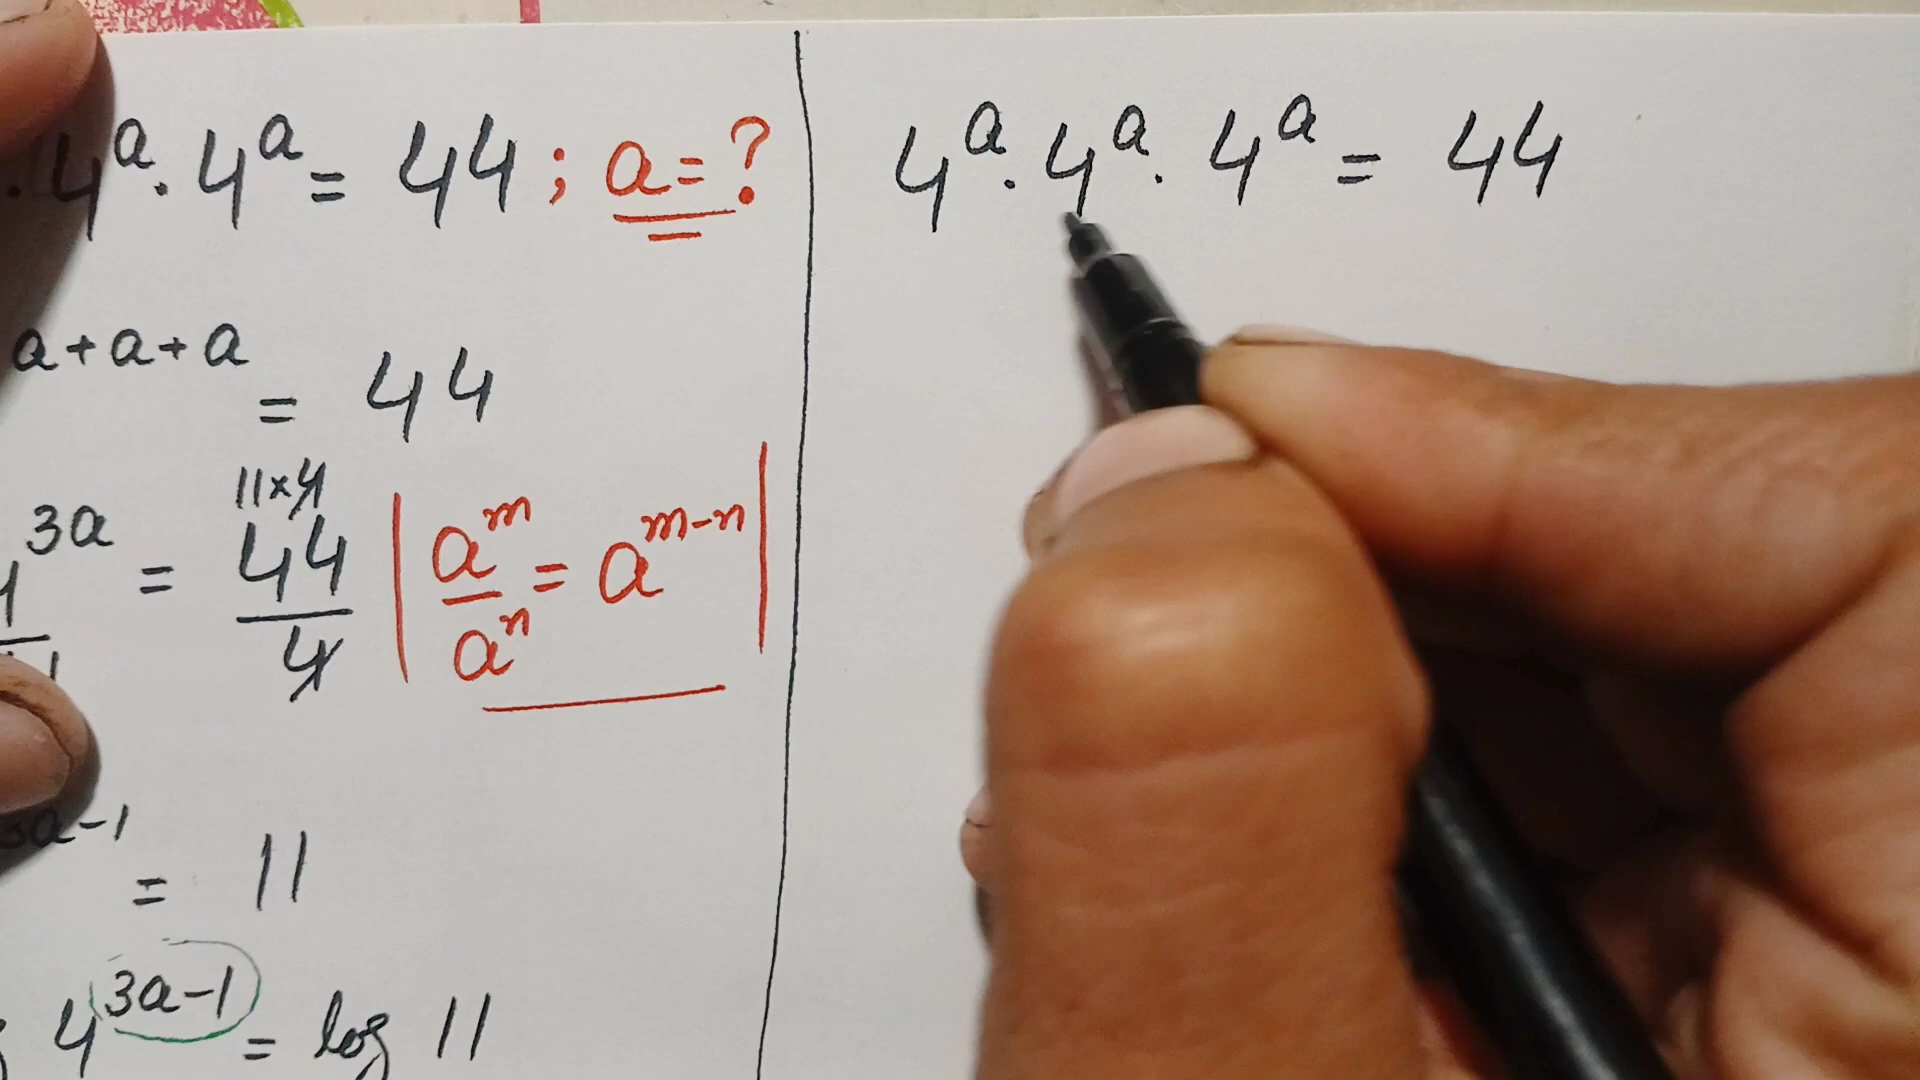 · 4^a · 4^a = 44 ; a = ?
a + a + a = 44
11 × 4
4^3a = 44/4 | a^m/a^n = a^m-n |
3a-1 = 11
4^3a-1 = log 11
4^a · 4^a · 4^a = 44